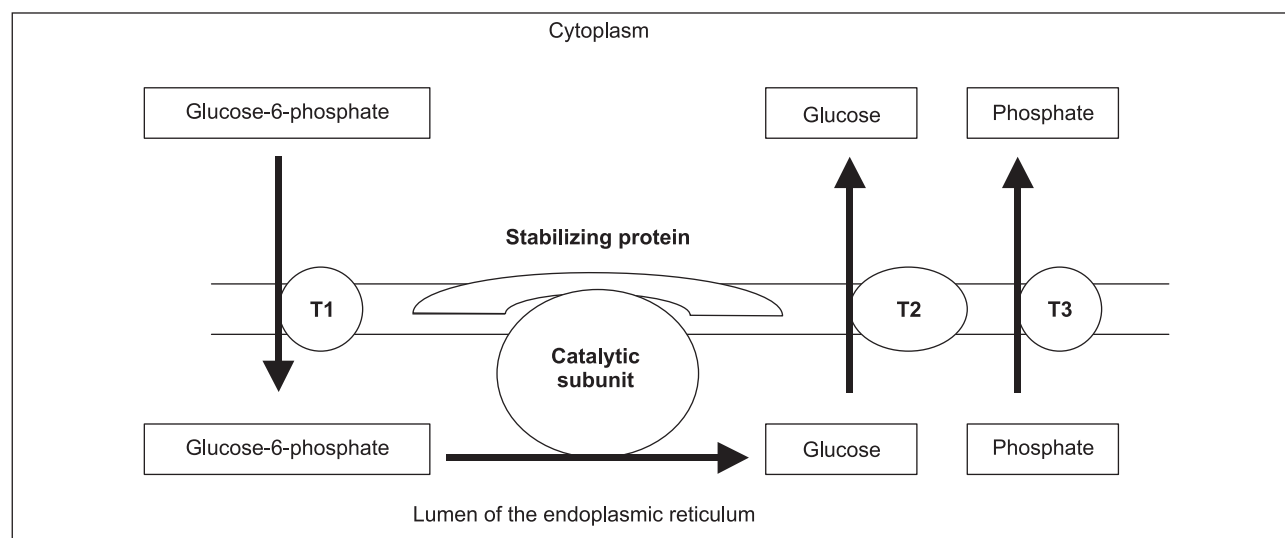 Cytoplasm
Glucose-6-phosphate
Glucose
Phosphate
Stabilizing protein
T1
T2
T3
Catalytic
subunit
Glucose-6-phosphate
Glucose
Phosphate
Lumen of the endoplasmic reticulum